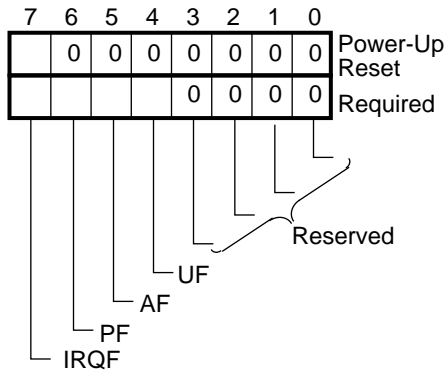 7 6 5 4 3 2 1 0
0 0 0 0 0 0 0 Power-Up
Reset
0 0 0 0 Required
Reserved
UF
AF
PF
IRQF